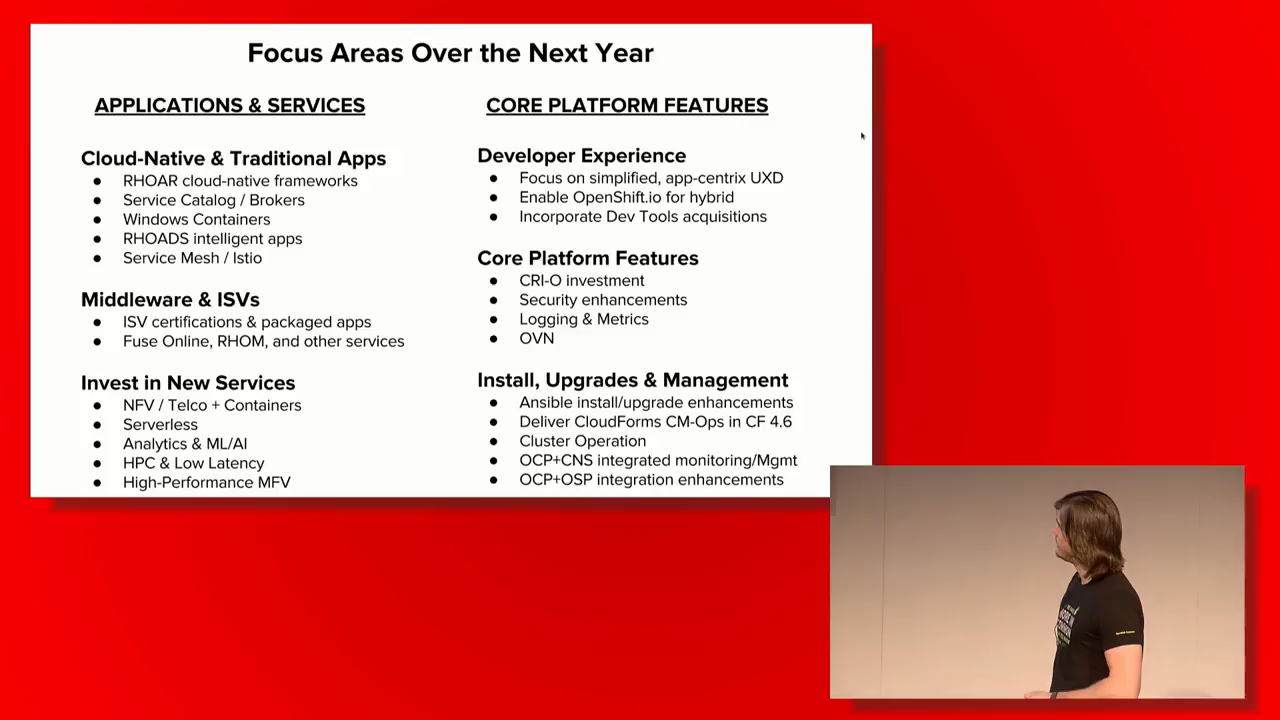 Focus Areas Over the Next Year
APPLICATIONS & SERVICES
Cloud-Native & Traditional Apps
● RHOAR cloud-native frameworks
● Service Catalog / Brokers
● Windows Containers
● RHOADS intelligent apps
● Service Mesh / Istio
Middleware & ISVs
● ISV certifications & packaged apps
● Fuse Online, RHOM, and other services
Invest in New Services
● NFV / Telco + Containers
● Serverless
● Analytics & ML/AI
● HPC & Low Latency
● High-Performance MFV
CORE PLATFORM FEATURES
Developer Experience
● Focus on simplified, app-centrix UXD
● Enable OpenShift.io for hybrid
● Incorporate Dev Tools acquisitions
Core Platform Features
● CRI-O investment
● Security enhancements
● Logging & Metrics
● OVN
Install, Upgrades & Management
● Ansible install/upgrade enhancements
● Deliver CloudForms CM-Ops in CF 4.6
● Cluster Operation
● OCP+CNS integrated monitoring/Mgmt
● OCP+OSP integration enhancements